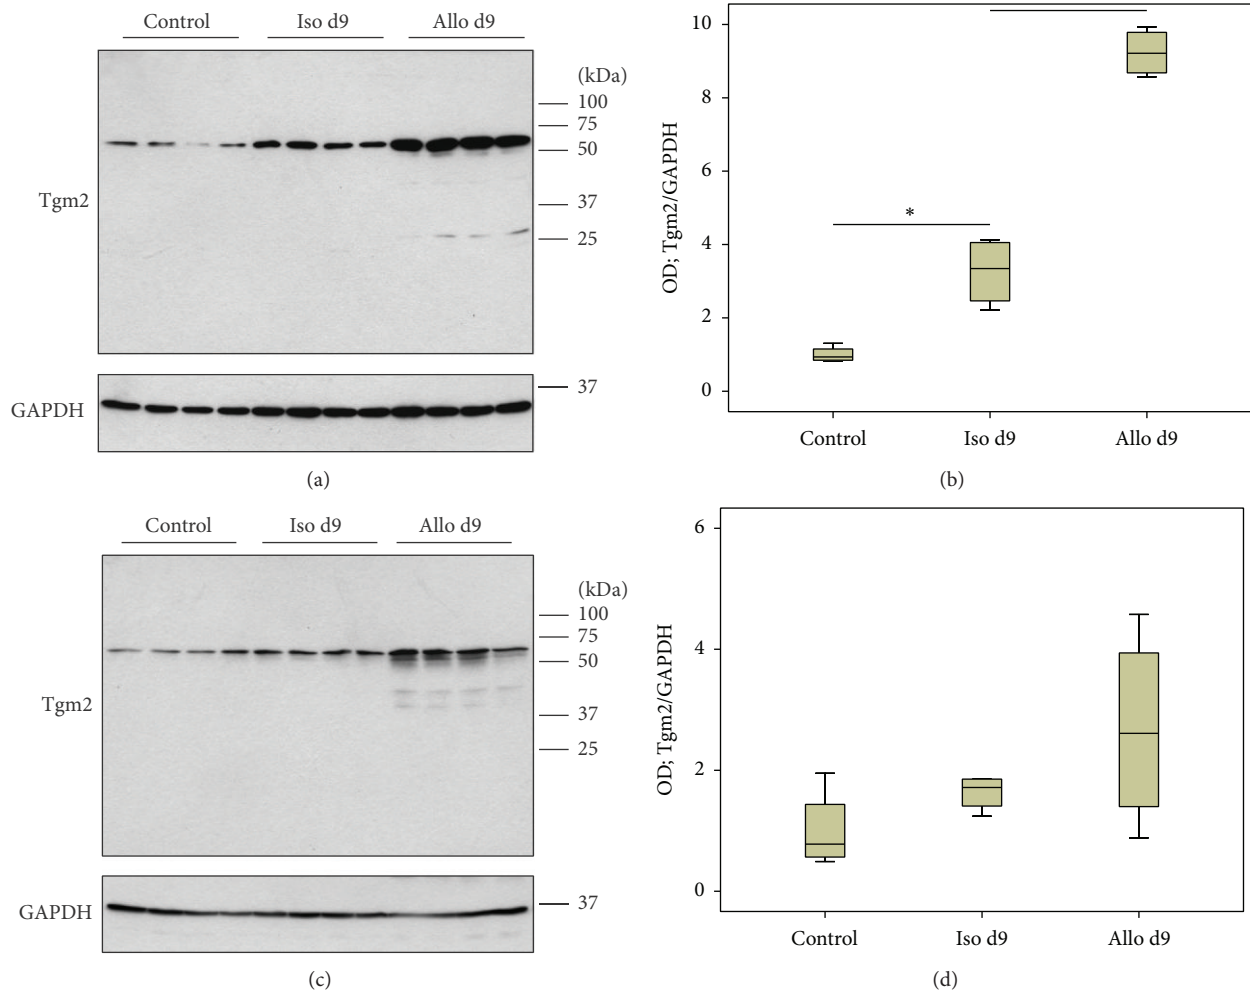 Control Iso d9 Allo d9
(kDa)
100
75
50
37
25
Tgm2
37
GAPDH
(a)
10
8
6
4
2
0
OD; Tgm2/GAPDH
*
Control Iso d9 Allo d9
(b)
Control Iso d9 Allo d9
(kDa)
100
75
50
37
25
Tgm2
37
GAPDH
(c)
6
4
2
0
OD; Tgm2/GAPDH
Control Iso d9 Allo d9
(d)